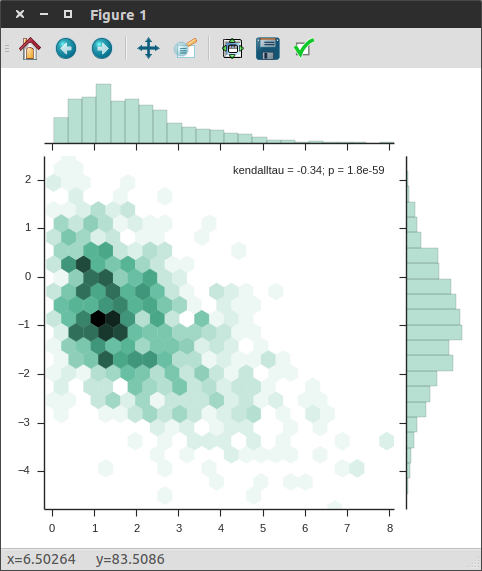 Figure 1
kendalltau = -0.34; p = 1.8e-59
2
1
0
−1
−2
−3
−4
0 1 2 3 4 5 6 7 8
x=6.50264 y=83.5086